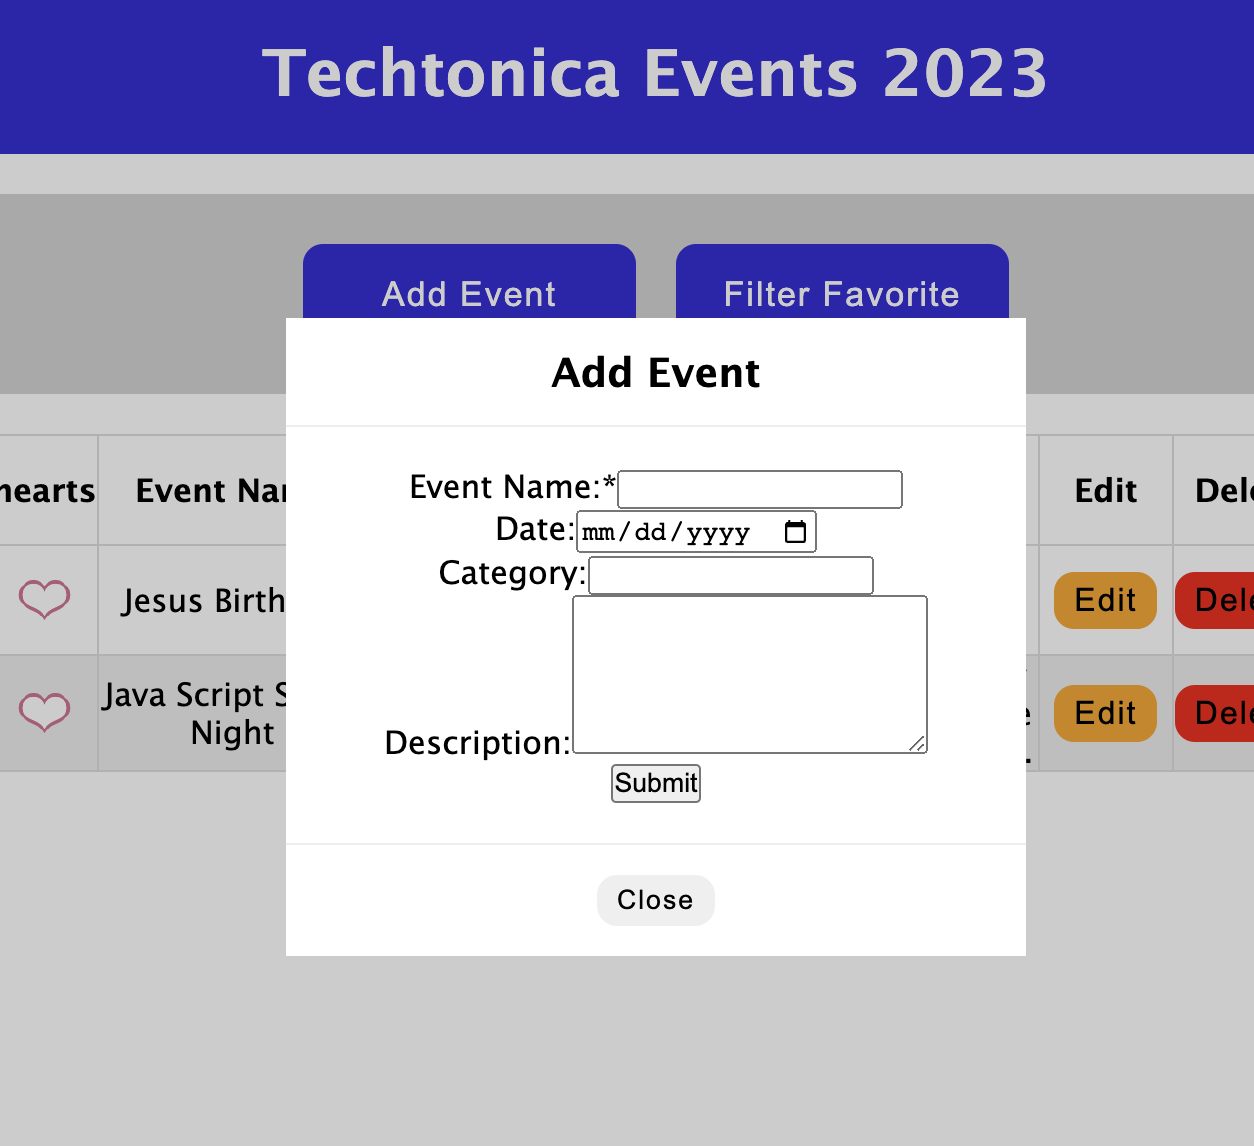 Techtonica Events 2023
Add Event Filter Favorite
Add Event
hearts Event Nar Edit Dele
Event Name:*
Date: mm/dd/yyyy
Category:
Jesus Birth Edit Dele
Java Script S
Night Edit Dele
Description:
Submit
Close